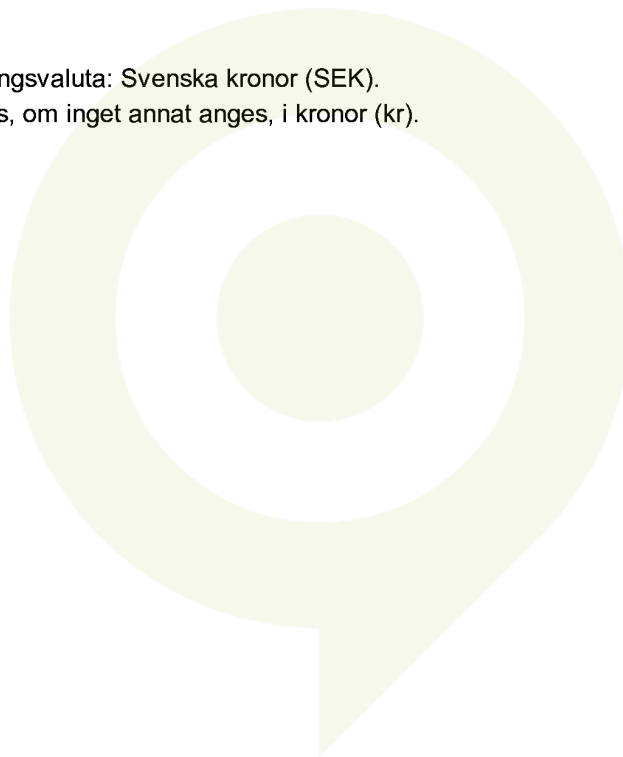 ngsvaluta: Svenska kronor (SEK).
s, om inget annat anges, i kronor (kr).